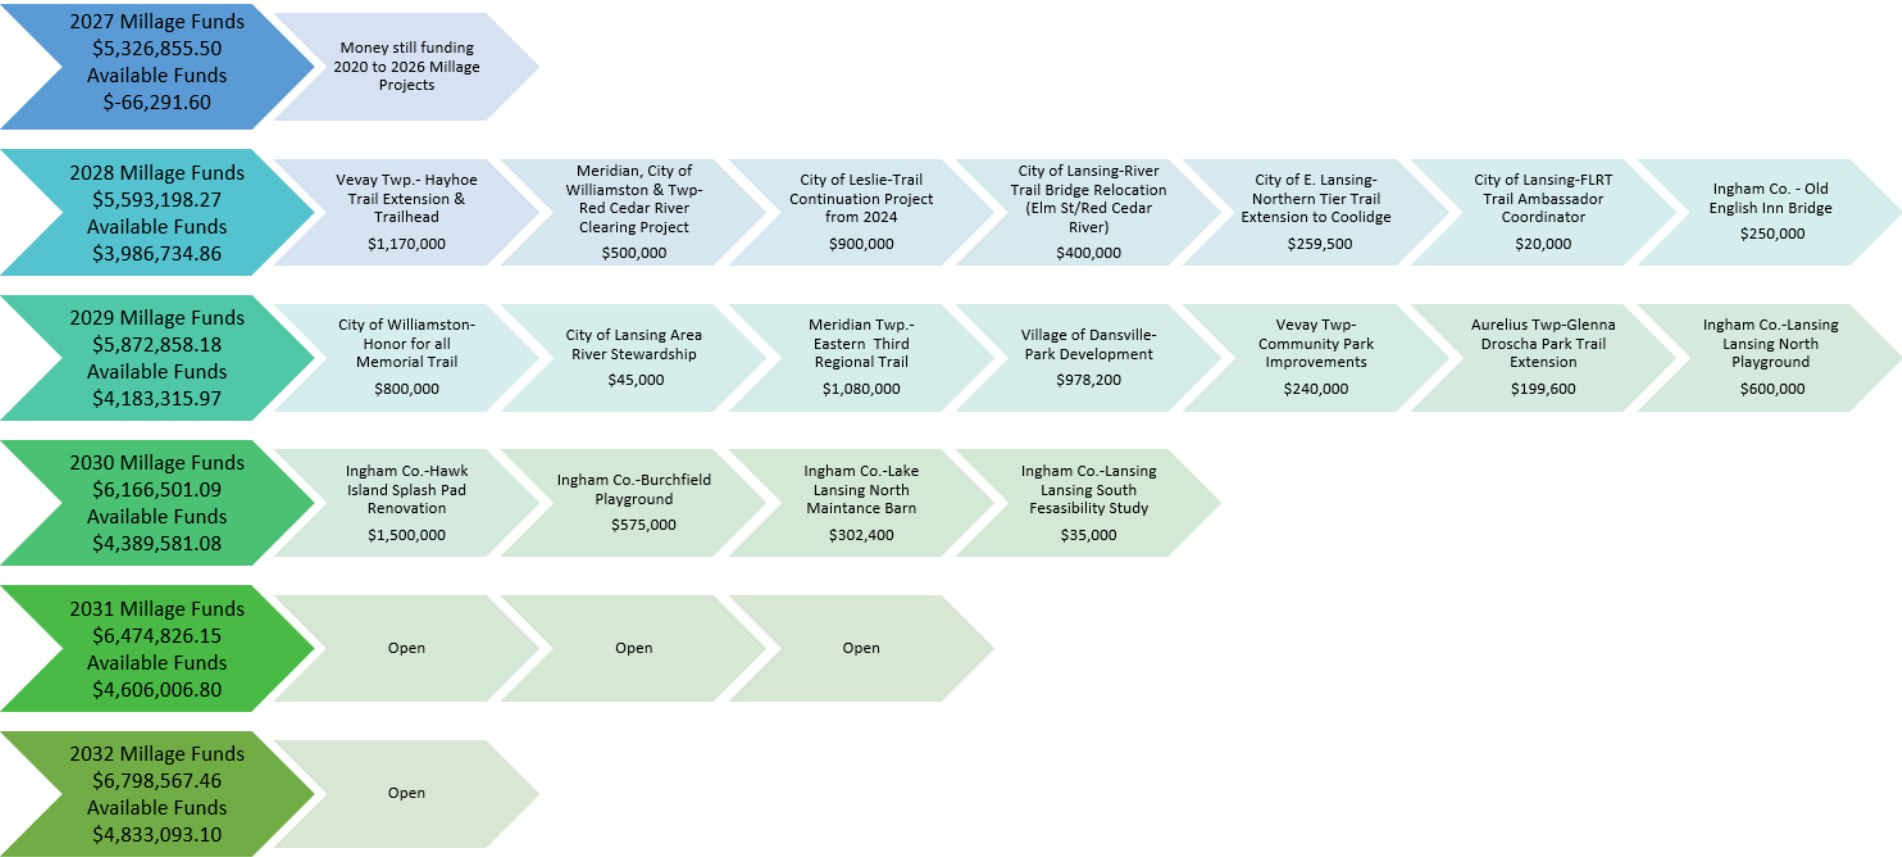 2027 Millage Funds
$5,326,855.50
Available Funds
$-66,291.60
Money still funding
2020 to 2026 Millage
Projects
2028 Millage Funds
$5,593,198.27
Available Funds
$3,986,734.86
Vevay Twp.- Hayhoe
Trail Extension &
Trailhead
$1,170,000
Meridian, City of
Williamston & Twp-
Red Cedar River
Clearing Project
$500,000
City of Leslie-Trail
Continuation Project
from 2024
$900,000
City of Lansing-River
Trail Bridge Relocation
(Elm St/Red Cedar
River)
$400,000
City of E. Lansing-
Northern Tier Trail
Extension to Coolidge
$259,500
City of Lansing-FLRT
Trail Ambassador
Coordinator
$20,000
Ingham Co. - Old
English Inn Bridge
$250,000
2029 Millage Funds
$5,872,858.18
Available Funds
$4,183,315.97
City of Williamston-
Honor for all
Memorial Trail
$800,000
City of Lansing Area
River Stewardship
$45,000
Meridian Twp.-
Eastern Third
Regional Trail
$1,080,000
Village of Dansville-
Park Development
$978,200
Vevay Twp-
Community Park
Improvements
$240,000
Aurelius Twp-Glenna
Droscha Park Trail
Extension
$199,600
Ingham Co.-Lansing
Lansing North
Playground
$600,000
2030 Millage Funds
$6,166,501.09
Available Funds
$4,389,581.08
Ingham Co.-Hawk
Island Splash Pad
Renovation
$1,500,000
Ingham Co.-Burchfield
Playground
$575,000
Ingham Co.-Lake
Lansing North
Maintance Barn
$302,400
Ingham Co.-Lansing
Lansing South
Fesasibility Study
$35,000
2031 Millage Funds
$6,474,826.15
Available Funds
$4,606,006.80
Open
Open
Open
2032 Millage Funds
$6,798,567.46
Available Funds
$4,833,093.10
Open